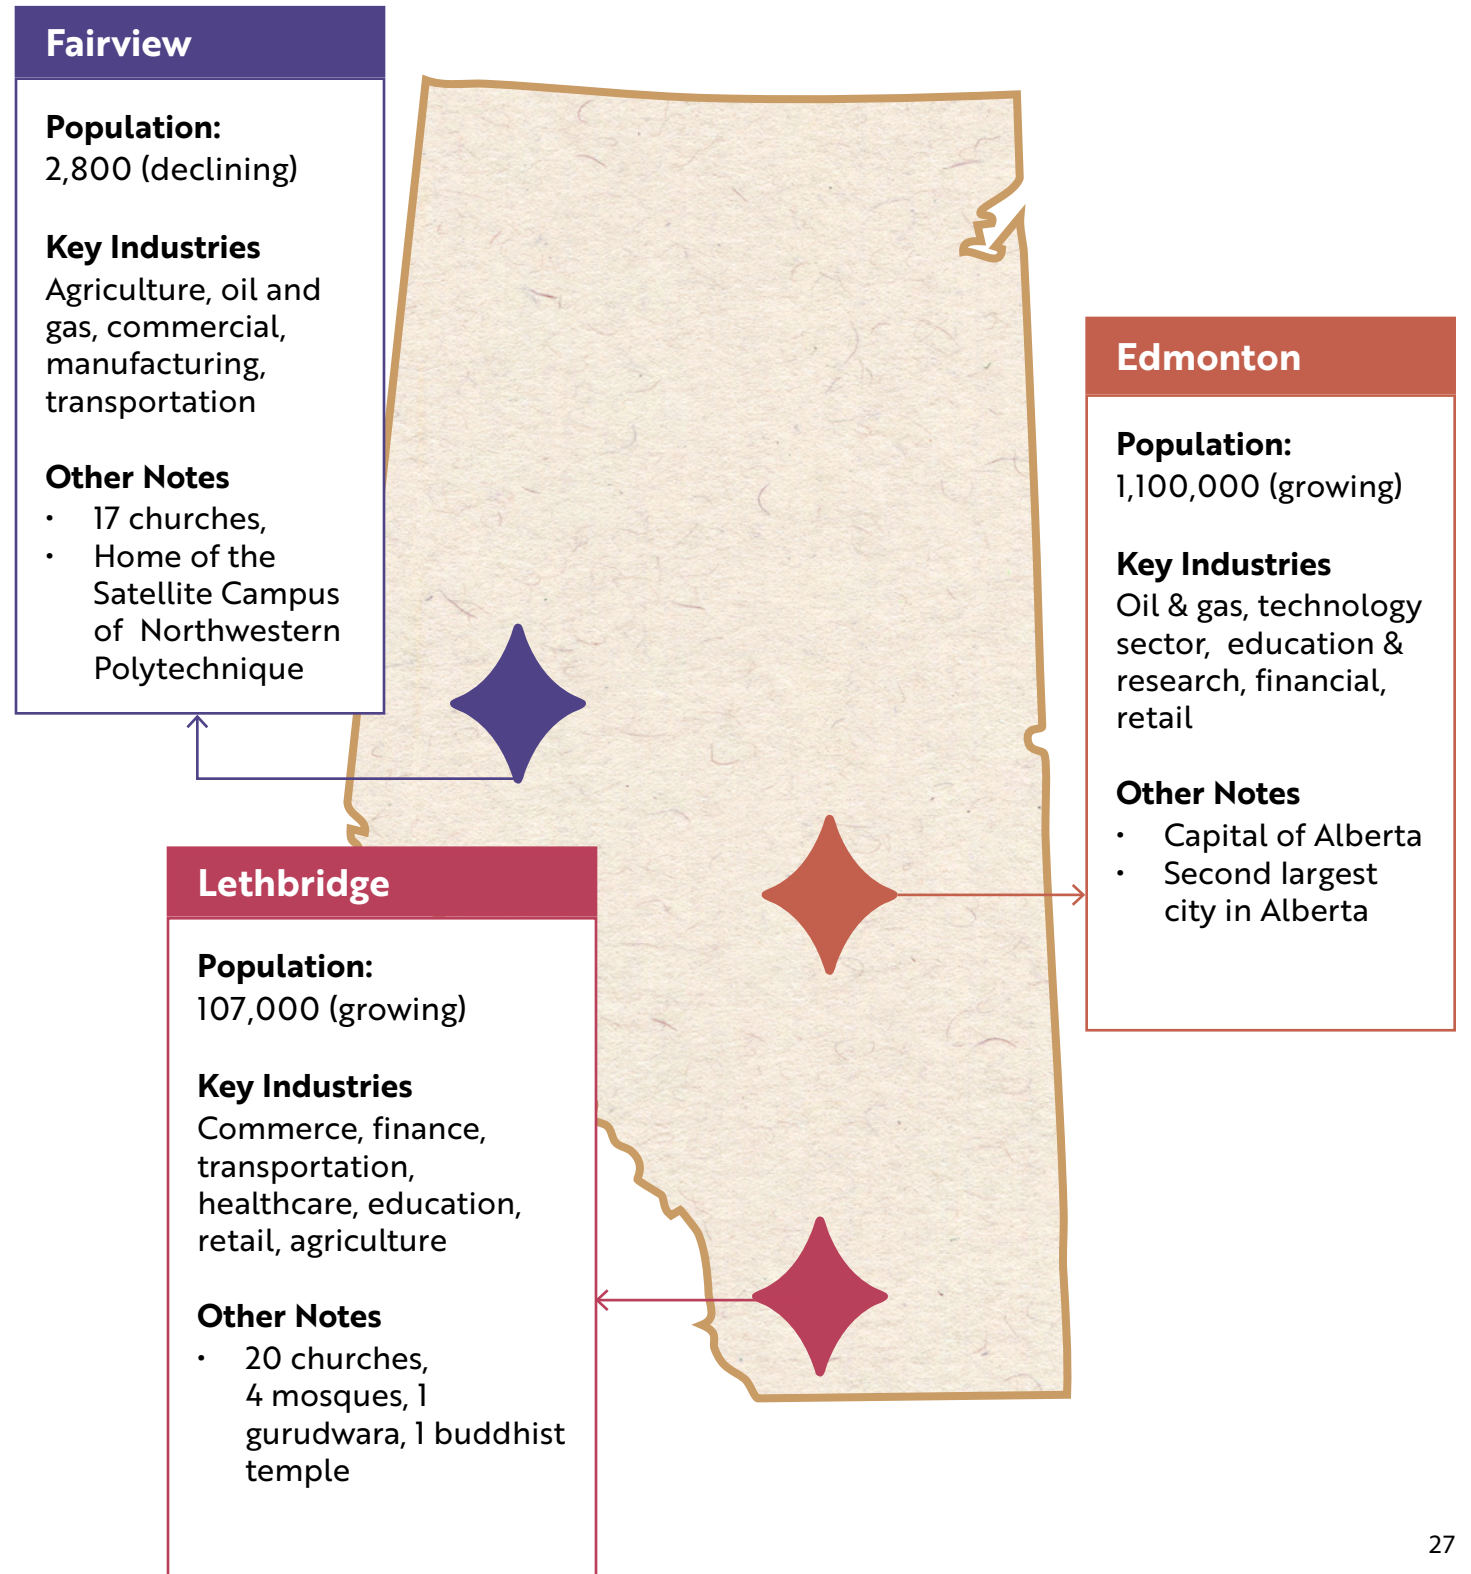 Fairview
Population:
2,800 (declining)
Key Industries
Agriculture, oil and
gas, commercial,
manufacturing,
transportation
Other Notes
• 17 churches,
• Home of the
Satellite Campus
of Northwestern
Polytechnique
Edmonton
Population:
1,100,000 (growing)
Key Industries
Oil & gas, technology
sector, education &
research, financial,
retail
Other Notes
• Capital of Alberta
• Second largest
city in Alberta
Lethbridge
Population:
107,000 (growing)
Key Industries
Commerce, finance,
transportation,
healthcare, education,
retail, agriculture
Other Notes
• 20 churches,
4 mosques, 1
gurudwara, 1 buddhist
temple
27